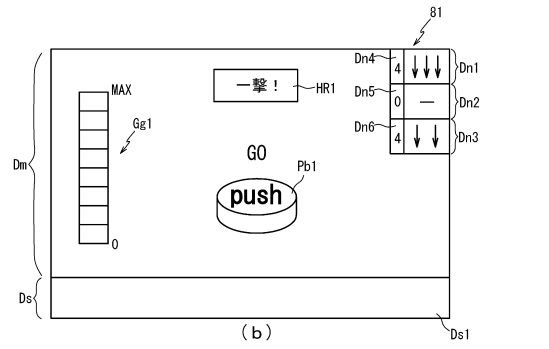 81
Dn4
4
↓↓↓
Dn1
MAX
一撃！
HR1
Dn5
0
—
Dn2
Gg1
Dn6
4
↓ ↓
Dn3
Dm
GO
Pb1
push
0
Ds
(b)
Ds1